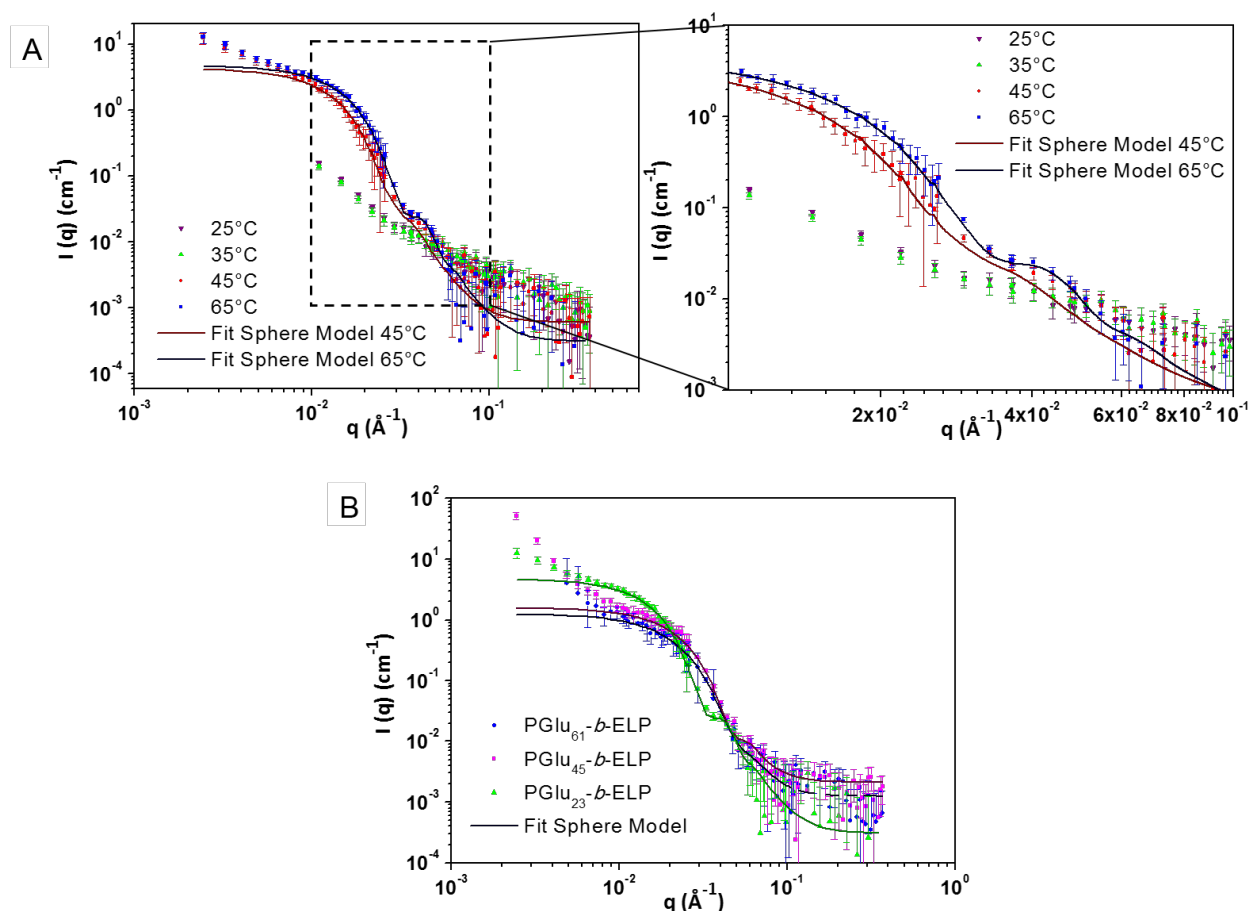 A
I (q) (cm⁻¹)
10¹
10⁰
10⁻¹
10⁻²
10⁻³
10⁻⁴
25°C
35°C
45°C
65°C
Fit Sphere Model 45°C
Fit Sphere Model 65°C
10⁻³
10⁻²
10⁻¹
q (Å⁻¹)
I (q) (cm⁻¹)
10¹
10⁰
10⁻¹
10⁻²
10⁻³
25°C
35°C
45°C
65°C
Fit Sphere Model 45°C
Fit Sphere Model 65°C
2x10⁻²
4x10⁻²
6x10⁻²
8x10⁻²
10⁻¹
q (Å⁻¹)
B
I (q) (cm⁻¹)
10²
10¹
10⁰
10⁻¹
10⁻²
10⁻³
10⁻⁴
PGlu₆₁-b-ELP
PGlu₄₅-b-ELP
PGlu₂₃-b-ELP
Fit Sphere Model
10⁻³
10⁻²
10⁻¹
10⁰
q (Å⁻¹)